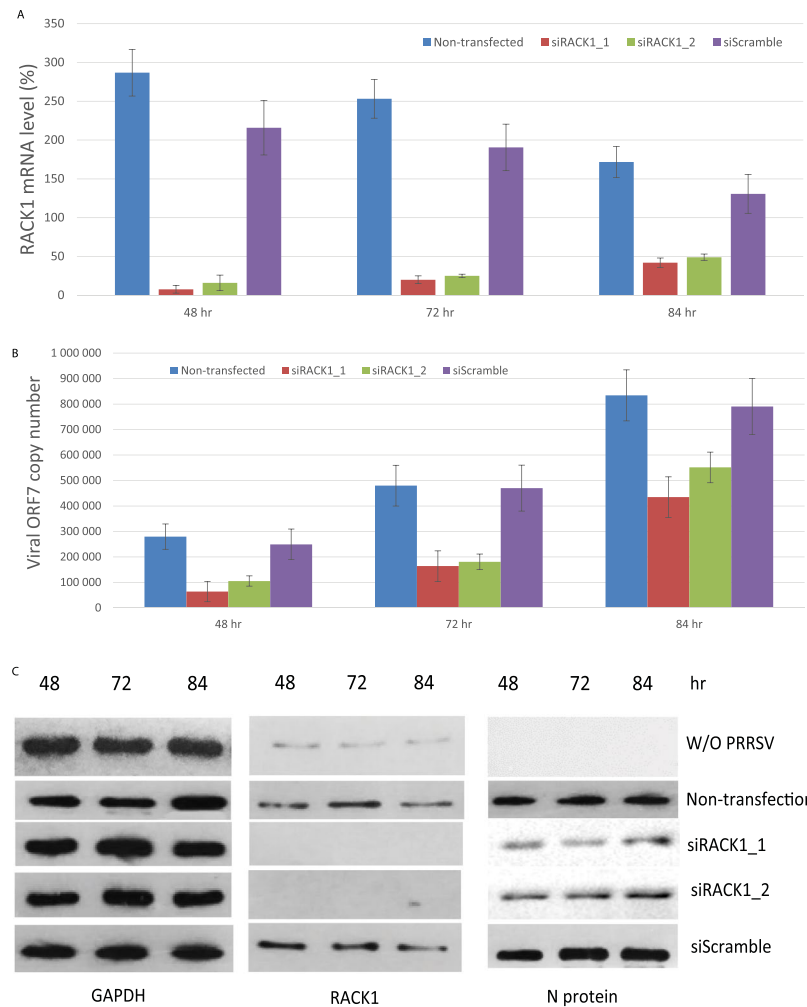 A
350
300
250
200
150
100
50
0
RACK1 mRNA level (%)
Non-transfected siRACK1_1 siRACK1_2 siScramble
48 hr 72 hr 84 hr
B
1 000 000
900 000
800 000
700 000
600 000
500 000
400 000
300 000
200 000
100 000
0
Viral ORF7 copy number
Non-transfected siRACK1_1 siRACK1_2 siScramble
48 hr 72 hr 84 hr
C
48 72 84 48 72 84 48 72 84 hr
W/O PRRSV
Non-transfection
siRACK1_1
siRACK1_2
siScramble
GAPDH RACK1 N protein